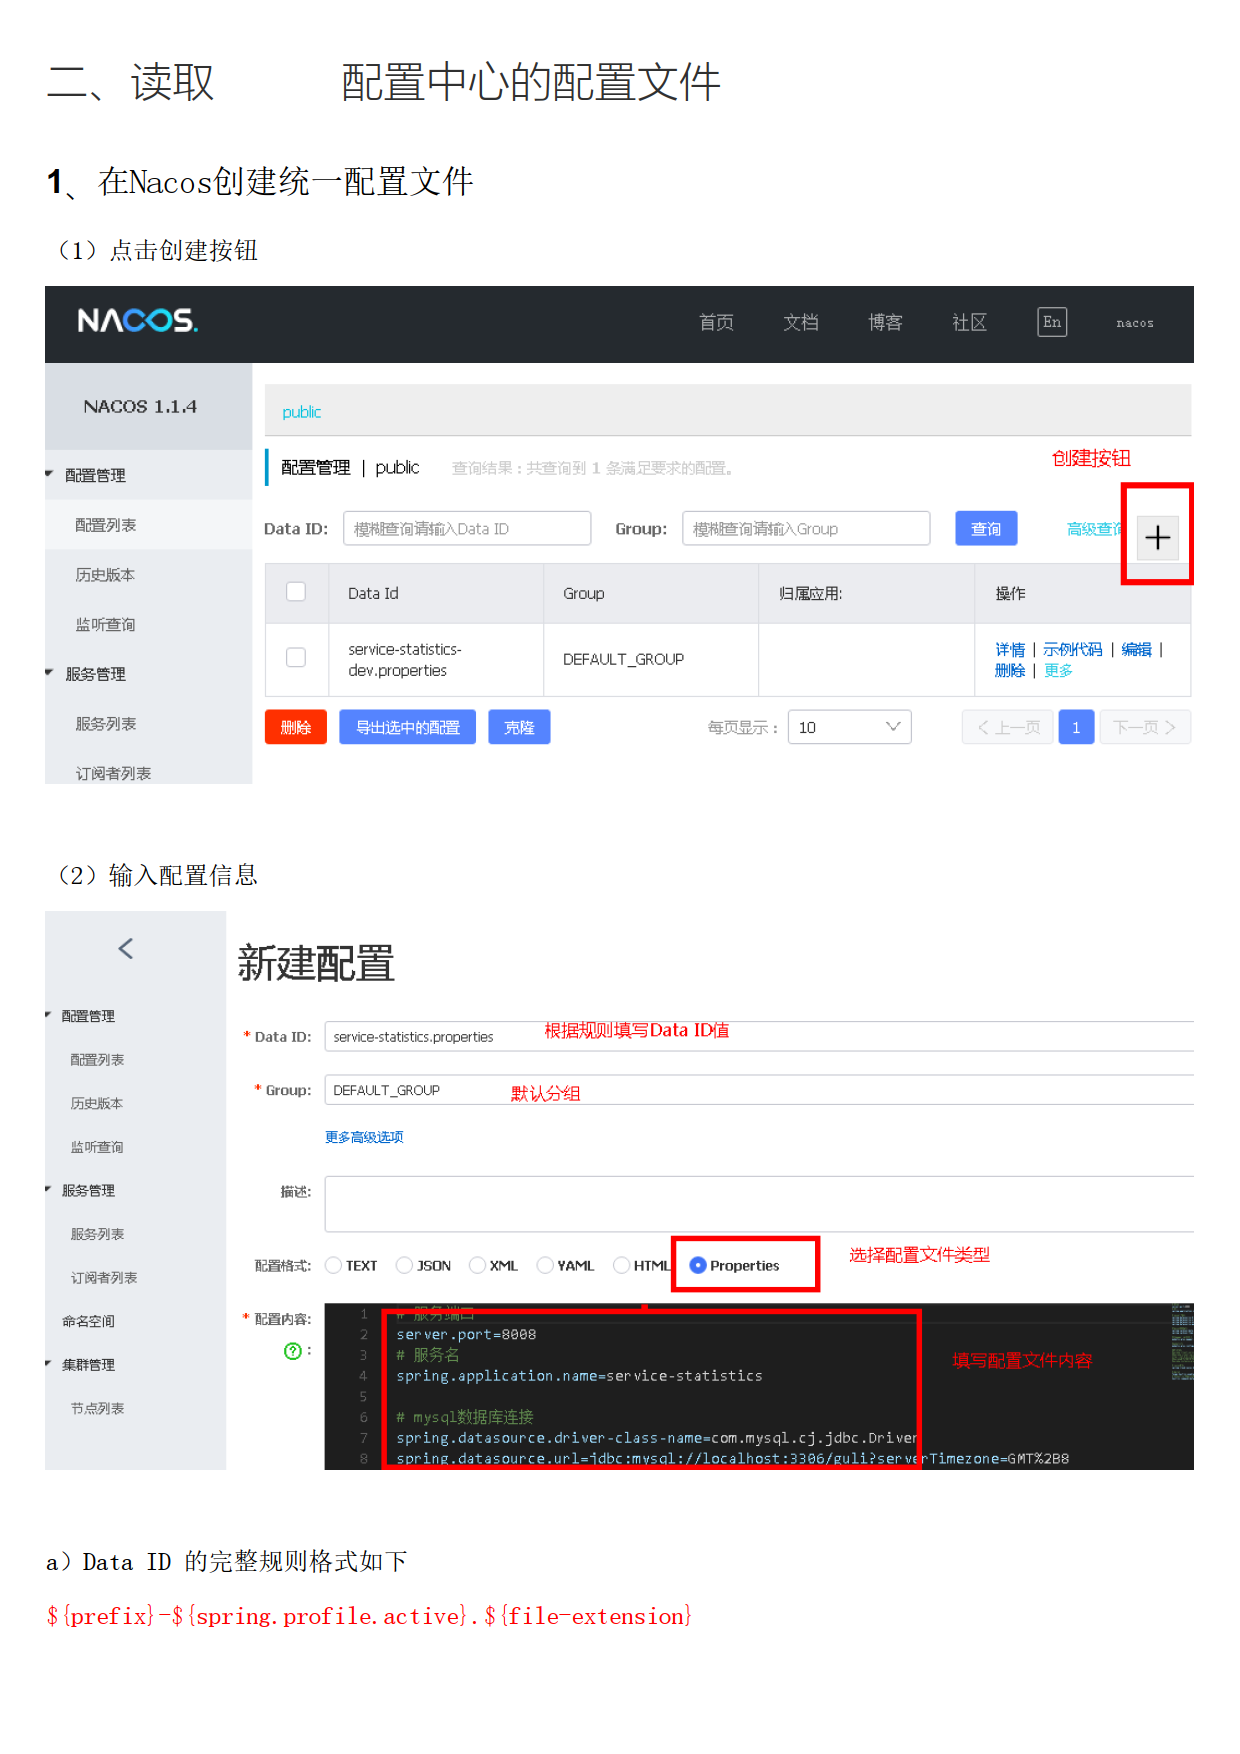 二、读取 配置中心的配置文件
1、在Nacos创建统一配置文件
（1）点击创建按钮
NACOS.
首页 文档 博客 社区 En nacos
NACOS 1.1.4
public
配置管理
配置管理 | public 查询结果：共查询到 1 条满足要求的配置。
创建按钮
配置列表
Data ID: 模糊查询请输入Data ID Group: 模糊查询请输入Group 查询 高级查询 +
历史版本
Data Id Group 归属应用: 操作
监听查询
service-statistics-dev.properties DEFAULT_GROUP 详情 | 示例代码 | 编辑 | 删除 | 更多
服务管理
服务列表
删除 导出选中的配置 克隆 每页显示： 10 < 上一页 1 下一页 >
订阅者列表
（2）输入配置信息
<
新建配置
配置管理
* Data ID: service-statistics.properties 根据规则填写Data ID值
配置列表
* Group: DEFAULT_GROUP 默认分组
历史版本
更多高级选项
监听查询
服务管理
描述:
服务列表
配置格式: TEXT JSON XML YAML HTML Properties 选择配置文件类型
订阅者列表
命名空间
* 配置内容: ? :
1 # 服务端口
2 server.port=8008
3 # 服务名
填写配置文件内容
集群管理
4 spring.application.name=service-statistics
5
节点列表
6 # mysql数据库连接
7 spring.datasource.driver-class-name=com.mysql.cj.jdbc.Driver
8 spring.datasource.url=jdbc:mysql://localhost:3306/guli?serverTimezone=GMT%2B8
a）Data ID 的完整规则格式如下
${prefix}-${spring.profile.active}.${file-extension}